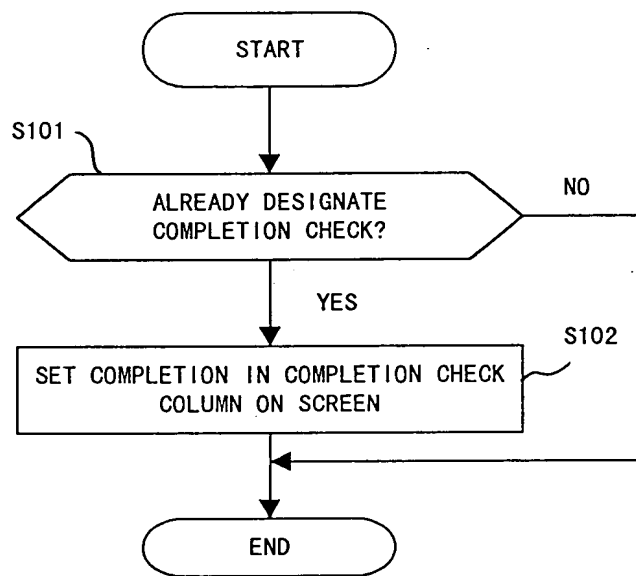 START
S101
ALREADY DESIGNATE
COMPLETION CHECK?
NO
YES
S102
SET COMPLETION IN COMPLETION CHECK
COLUMN ON SCREEN
END